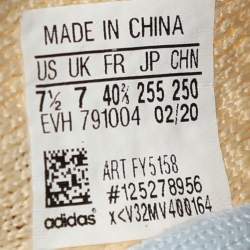 MADE IN CHINA
US UK FR JP CHN
7½ 7 40⅔ 255 250
EVH 791004 02/20
ART FY5158
#125278956
adidas x<V32MV400164